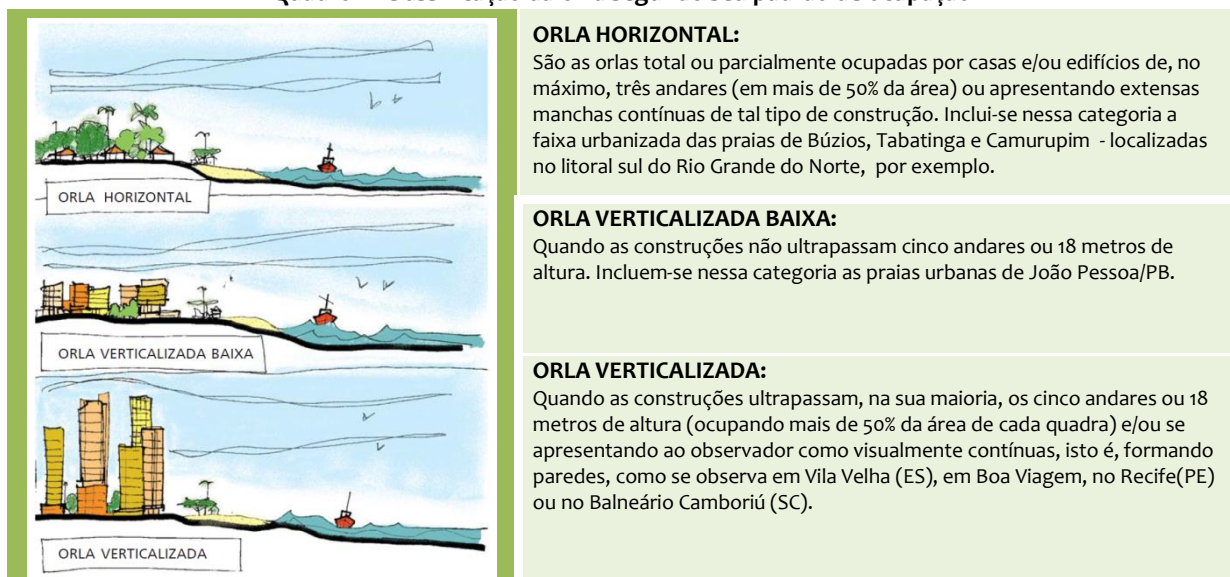 ORLA HORIZONTAL:
São as orlas total ou parcialmente ocupadas por casas e/ou edifícios de, no
máximo, três andares (em mais de 50% da área) ou apresentando extensas
manchas contínuas de tal tipo de construção. Inclui-se nessa categoria a
faixa urbanizada das praias de Búzios, Tabatinga e Camurupim - localizadas
no litoral sul do Rio Grande do Norte, por exemplo.
ORLA HORIZONTAL
ORLA VERTICALIZADA BAIXA:
Quando as construções não ultrapassam cinco andares ou 18 metros de
altura. Incluem-se nessa categoria as praias urbanas de João Pessoa/PB.
ORLA VERTICALIZADA BAIXA
ORLA VERTICALIZADA:
Quando as construções ultrapassam, na sua maioria, os cinco andares ou 18
metros de altura (ocupando mais de 50% da área de cada quadra) e/ou se
apresentando ao observador como visualmente contínuas, isto é, formando
paredes, como se observa em Vila Velha (ES), em Boa Viagem, no Recife(PE)
ou no Balneário Camboriú (SC).
ORLA VERTICALIZADA